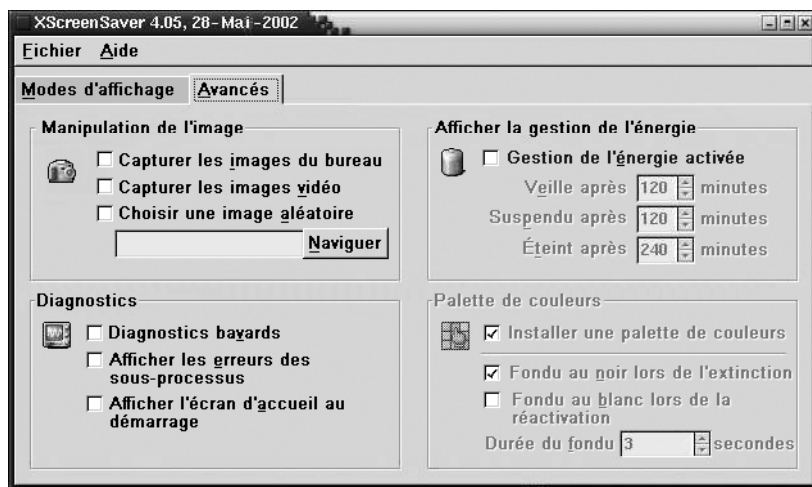 XScreenSaver 4.05, 28-Mai-2002
Fichier Aide
Modes d'affichage Avancés
Manipulation de l'image
Capturer les images du bureau
Capturer les images vidéo
Choisir une image aléatoire
Naviguer
Afficher la gestion de l'énergie
Gestion de l'énergie activée
Veille après 120 minutes
Suspendu après 120 minutes
Éteint après 240 minutes
Diagnostics
Diagnostics bavards
Afficher les erreurs des
sous-processus
Afficher l'écran d'accueil au
démarrage
Palette de couleurs
Installer une palette de couleurs
Fondu au noir lors de l'extinction
Fondu au blanc lors de la
réactivation
Durée du fondu 3 secondes